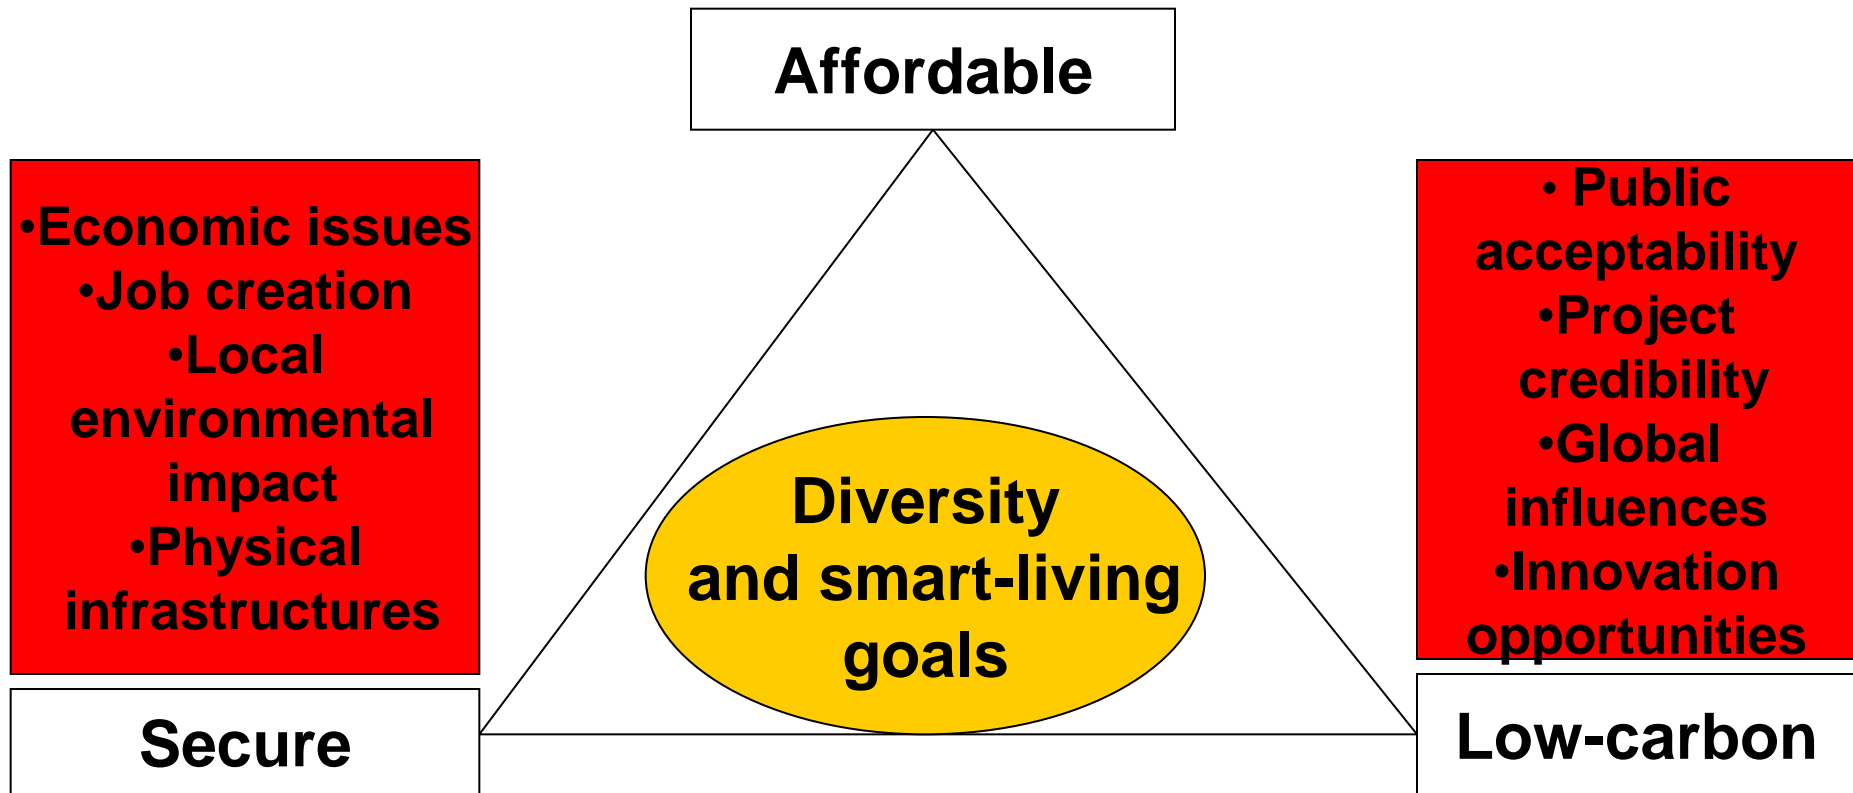 Affordable
•Economic issues
•Job creation
•Local
environmental
impact
•Physical
infrastructures
• Public
acceptability
•Project
credibility
•Global
influences
•Innovation
opportunities
Diversity
and smart-living
goals
Secure
Low-carbon